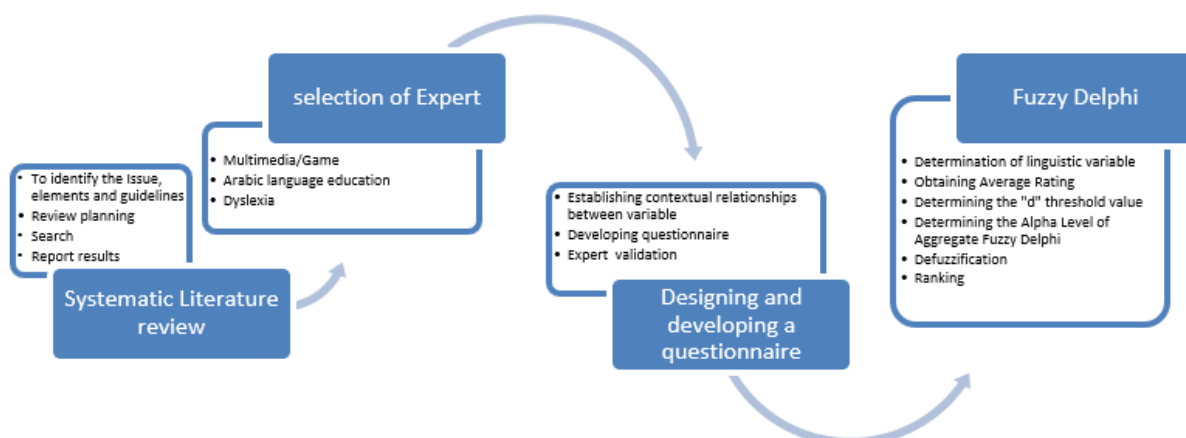 • To identify the Issue,
elements and guidelines
• Review planning
• Search
• Report results
Systematic Literature
review
selection of Expert
• Multimedia/Game
• Arabic language education
• Dyslexia
• Establishing contextual relationships
between variable
• Developing questionnaire
• Expert validation
Designing and
developing a
questionnaire
Fuzzy Delphi
• Determination of linguistic variable
• Obtaining Average Rating
• Determining the "d" threshold value
• Determining the Alpha Level of
Aggregate Fuzzy Delphi
• Defuzzification
• Ranking